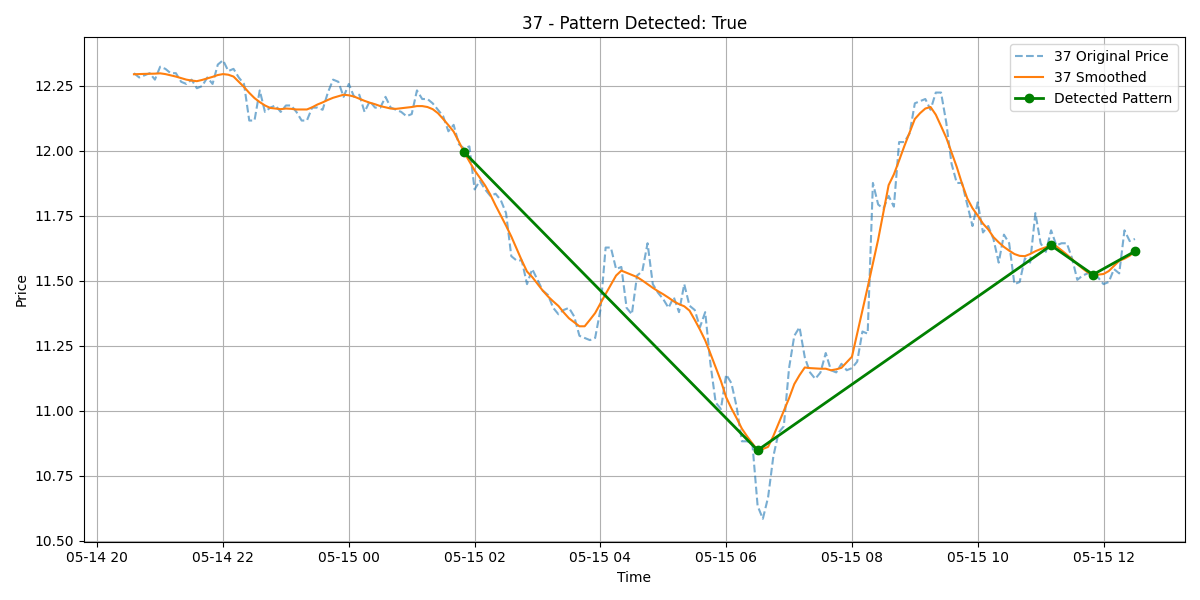 37 - Pattern Detected: True
37 Original Price
37 Smoothed
Detected Pattern
Price
12.25
12.00
11.75
11.50
11.25
11.00
10.75
10.50
05-14 20
05-14 22
05-15 00
05-15 02
05-15 04
05-15 06
05-15 08
05-15 10
05-15 12
Time